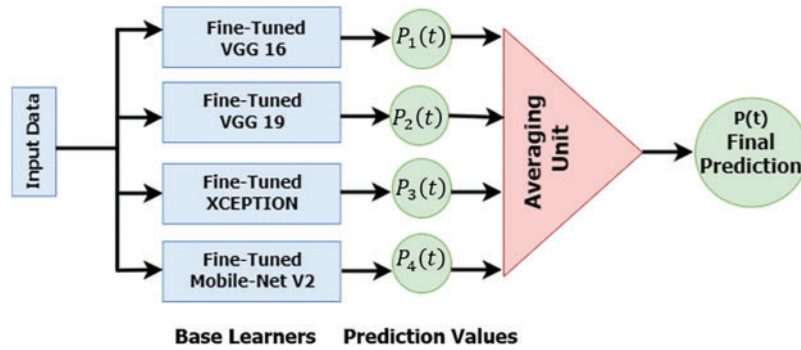 Input Data
Fine-Tuned
VGG 16
P₁(t)
Fine-Tuned
VGG 19
P₂(t)
Fine-Tuned
XCEPTION
P₃(t)
Fine-Tuned
Mobile-Net V2
P₄(t)
Averaging
Unit
P(t)
Final
Prediction
Base Learners
Prediction Values